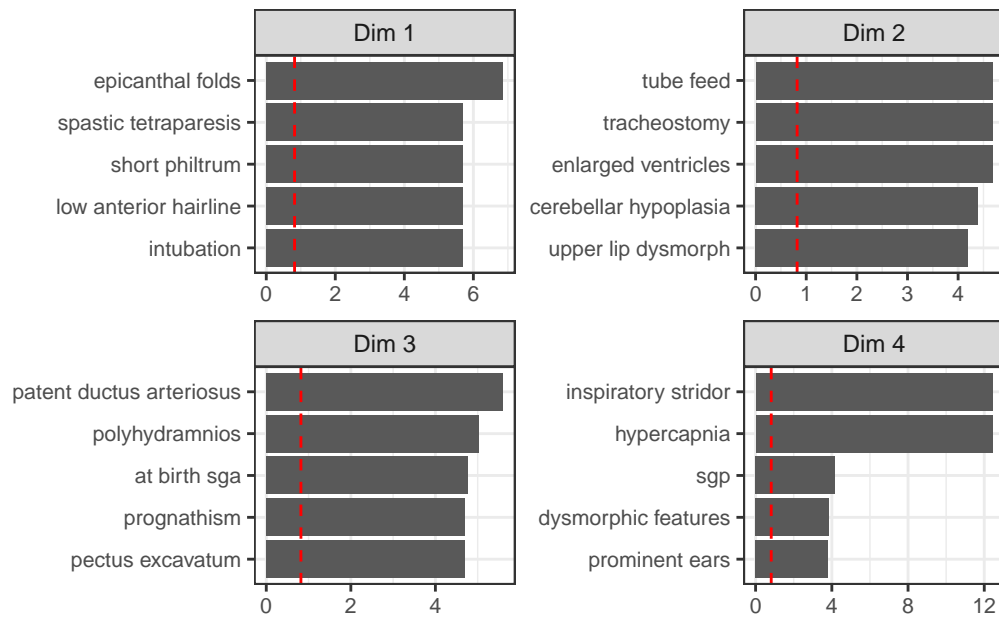 Dim 1
epicanthal folds
spastic tetraparesis
short philtrum
low anterior hairline
intubation
0 2 4 6
Dim 2
tube feed
tracheostomy
enlarged ventricles
cerebellar hypoplasia
upper lip dysmorph
0 1 2 3 4
Dim 3
patent ductus arteriosus
polyhydramnios
at birth sga
prognathism
pectus excavatum
0 2 4
Dim 4
inspiratory stridor
hypercapnia
sgp
dysmorphic features
prominent ears
0 4 8 12